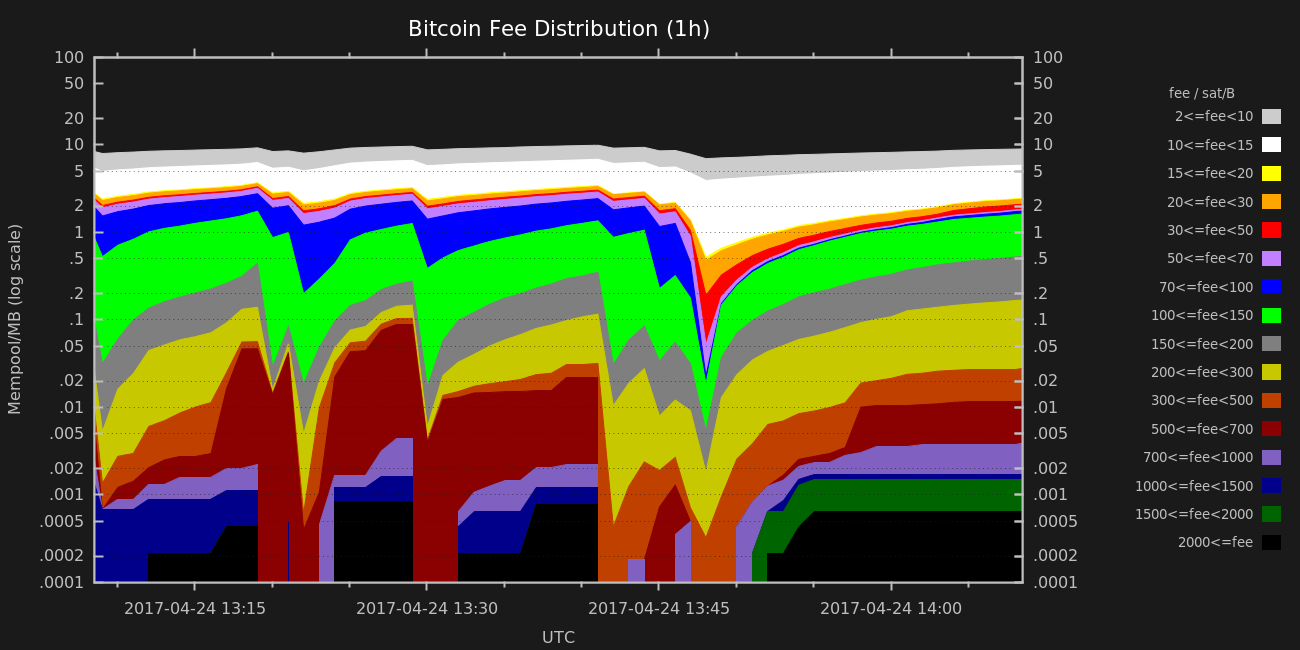 Bitcoin Fee Distribution (1h)
100
50
20
10
5
2
1
.5
.2
.1
.05
.02
.01
.005
.002
.001
.0005
.0002
.0001
Mempool/MB (log scale)
100
50
20
10
5
2
1
.5
.2
.1
.05
.02
.01
.005
.002
.001
.0005
.0002
.0001
2017-04-24 13:15
2017-04-24 13:30
2017-04-24 13:45
2017-04-24 14:00
UTC
fee / sat/B
2<=fee<10
10<=fee<15
15<=fee<20
20<=fee<30
30<=fee<50
50<=fee<70
70<=fee<100
100<=fee<150
150<=fee<200
200<=fee<300
300<=fee<500
500<=fee<700
700<=fee<1000
1000<=fee<1500
1500<=fee<2000
2000<=fee